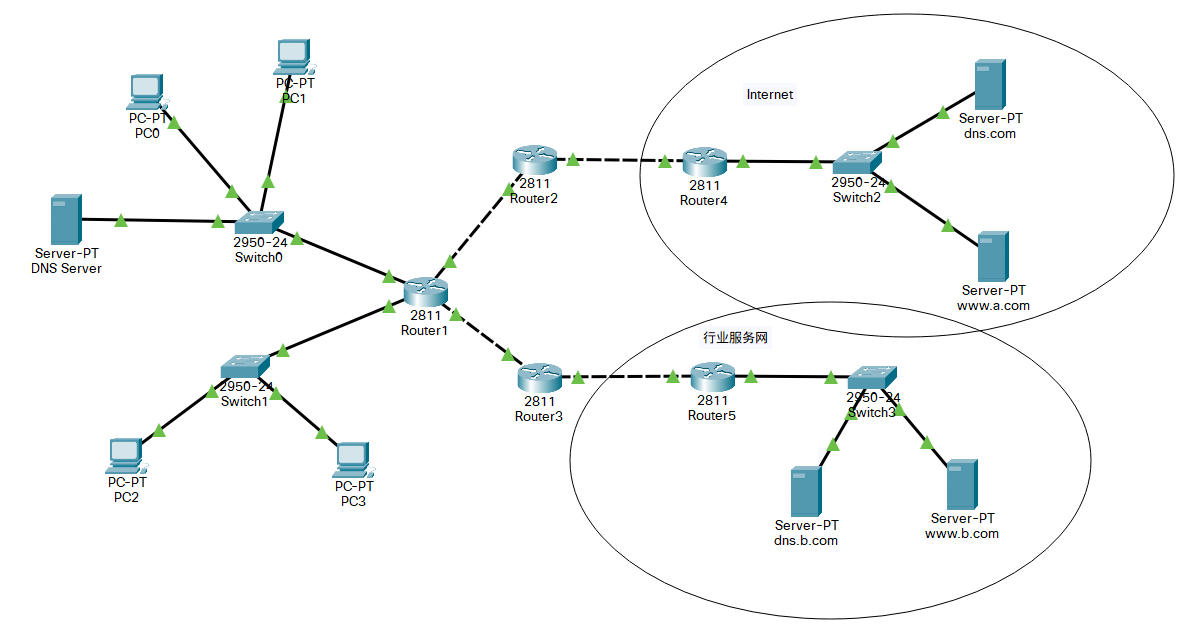 PC-PT
PC1
PC-PT
PC0
Server-PT
DNS Server
2950-24
Switch0
2811
Router1
2950-24
Switch1
PC-PT
PC2
PC-PT
PC3
2811
Router2
2811
Router3
Internet
2811
Router4
2950-24
Switch2
Server-PT
dns.com
Server-PT
www.a.com
行业服务网
2811
Router5
2950-24
Switch3
Server-PT
dns.b.com
Server-PT
www.b.com